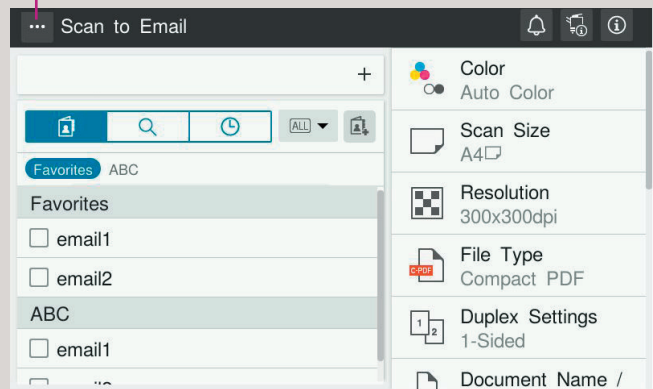 Scan to Email
ALL
Favorites ABC
Favorites
email1
email2
ABC
email1
Color
Auto Color
Scan Size
A4
Resolution
300x300dpi
File Type
C-PDF
Compact PDF
Duplex Settings
1 2
1-Sided
Document Name /